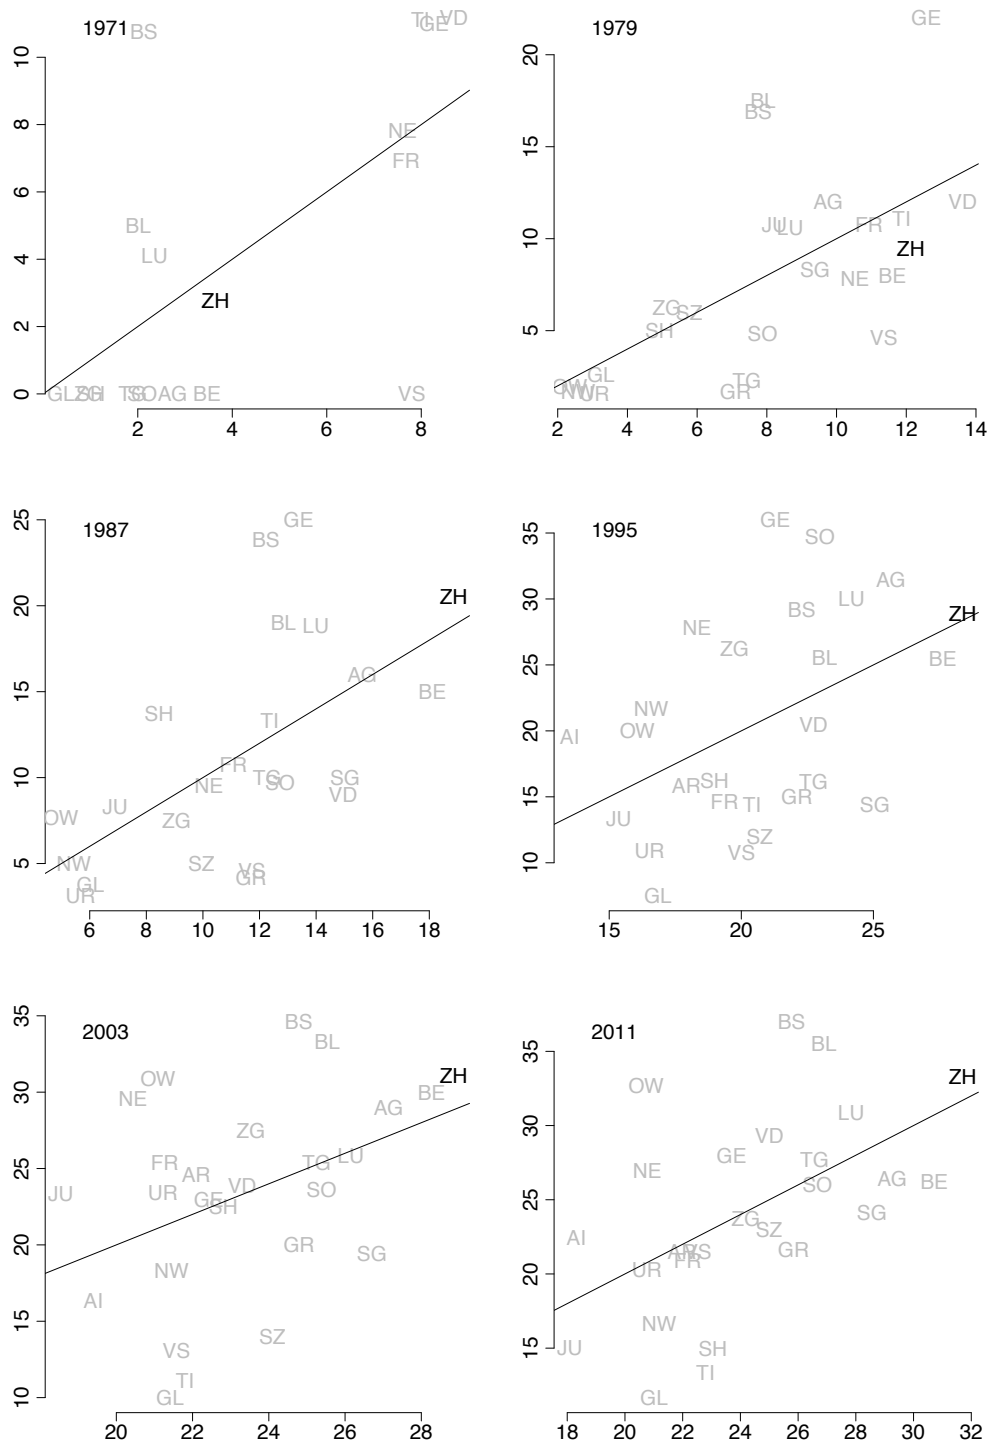 1971
BS
TI
GE
VD
10
8
6
4
2
0
NE
FR
BL
LU
ZH
GL
ZG
SH
TG
SG
SO
AG
BE
VS
2 4 6 8
1979
GE
20
15
10
5
BL
BS
AG
VD
JU
LU
FR
TI
ZH
SG
NE
BE
ZG
SZ
SH
SO
VS
GL
OW
NW
UR
TG
GR
2 4 6 8 10 12 14
1987
25
20
15
10
5
GE
BS
ZH
BL
LU
AG
BE
SH
TI
FR
NE
TG
SO
SG
VD
OW
JU
ZG
NW
SZ
VS
GR
GL
UR
6 8 10 12 14 16 18
1995
35
30
25
20
15
10
GE
SO
AG
LU
BS
ZH
NE
ZG
BL
BE
NW
OW
AI
VD
AR
SH
TG
FR
TI
GR
SG
JU
SZ
UR
VS
GL
15 20 25
2003
35
30
25
20
15
10
BS
BL
ZH
OW
NE
BE
AG
ZG
FR
TG
LU
AR
JU
UR
VD
GE
SH
SO
GR
SG
NW
AI
SZ
VS
TI
GL
20 22 24 26 28
2011
35
30
25
20
15
BS
BL
ZH
OW
LU
VD
GE
TG
NE
SO
AG
BE
SG
ZG
SZ
AI
AR
VS
FR
GR
UR
NW
JU
SH
TI
GL
18 20 22 24 26 28 30 32